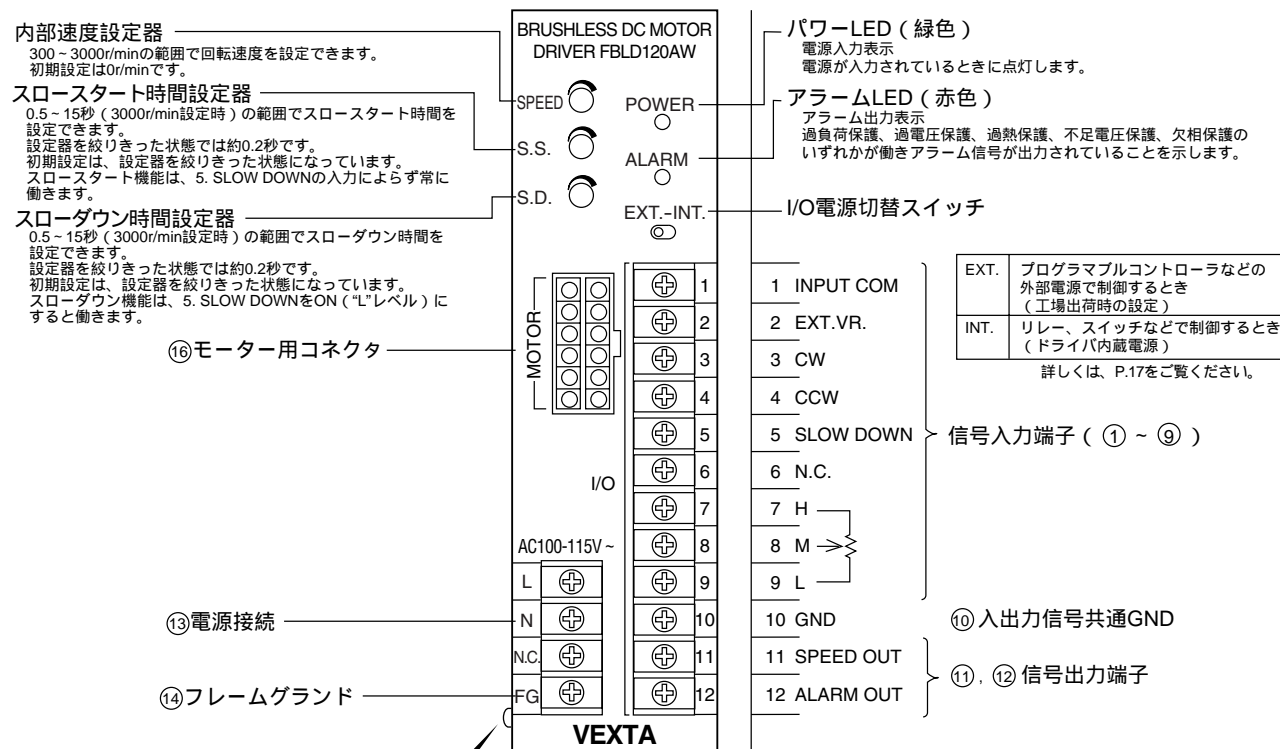 内部速度設定器
300～3000r/minの範囲で回転速度を設定できます。
初期設定は0r/minです。
スロースタート時間設定器
0.5～15秒（3000r/min設定時）の範囲でスロースタート時間を
設定できます。
設定器を絞りきった状態では約0.2秒です。
初期設定は、設定器を絞りきった状態になっています。
スロースタート機能は、5. SLOW DOWNの入力によらず常に
働きます。
スローダウン時間設定器
0.5～15秒（3000r/min設定時）の範囲でスローダウン時間を
設定できます。
設定器を絞りきった状態では約0.2秒です。
初期設定は、設定器を絞りきった状態になっています。
スローダウン機能は、5. SLOW DOWNをON（“L”レベル）に
すると働きます。
⑯モーター用コネクタ
⑬電源接続
⑭フレームグランド
BRUSHLESS DC MOTOR
DRIVER FBLD120AW
SPEED
POWER
S.S.
ALARM
S.D.
EXT.-INT.
MOTOR
I/O
1
2
3
4
5
6
7
8
9
10
11
12
AC100-115V～
L
N
N.C.
FG
VEXTA
パワーLED（緑色）
電源入力表示
電源が入力されているときに点灯します。
アラームLED（赤色）
アラーム出力表示
過負荷保護、過電圧保護、過熱保護、不足電圧保護、欠相保護の
いずれかが働きアラーム信号が出力されていることを示します。
I/O電源切替スイッチ
EXT. プログラマブルコントローラなどの
外部電源で制御するとき
（工場出荷時の設定）
INT. リレー、スイッチなどで制御するとき
（ドライバ内蔵電源）
詳しくは、P.17をご覧ください。
1 INPUT COM
2 EXT.VR.
3 CW
4 CCW
5 SLOW DOWN
6 N.C.
7 H
8 M
9 L
10 GND
11 SPEED OUT
12 ALARM OUT
信号入力端子（①～⑨）
⑩入出力信号共通GND
⑪, ⑫信号出力端子